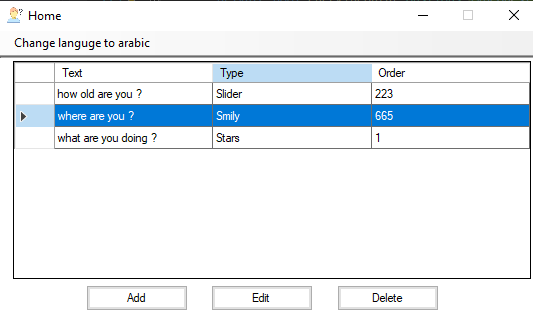 Home
Change languge to arabic
Text Type Order
how old are you ? Slider 223
where are you ? Smily 665
what are you doing ? Stars 1
Add Edit Delete